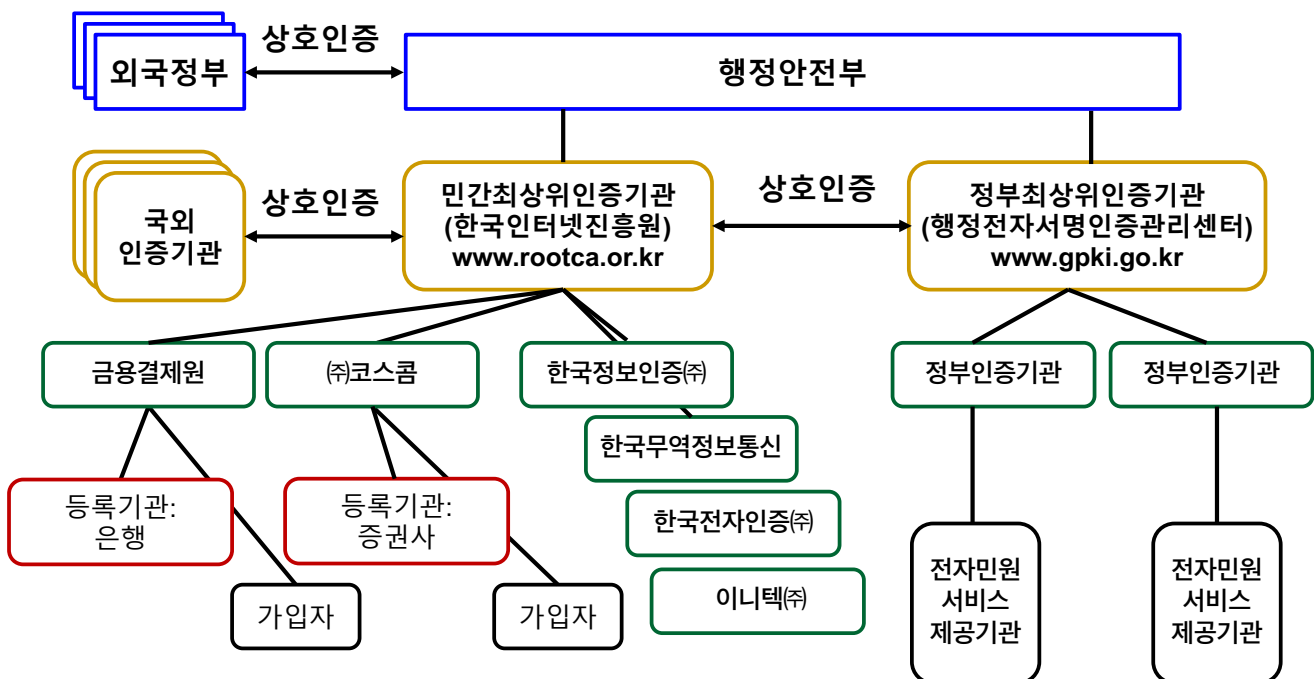 상호인증
외국정부
행정안전부
국외
인증기관
상호인증
민간최상위인증기관
(한국인터넷진흥원)
www.rootca.or.kr
상호인증
정부최상위인증기관
(행정전자서명인증관리센터)
www.gpki.go.kr
금융결제원
㈜코스콤
한국정보인증㈜
정부인증기관
정부인증기관
한국무역정보통신
등록기관:
은행
등록기관:
증권사
한국전자인증㈜
이니텍㈜
가입자
가입자
전자민원
서비스
제공기관
전자민원
서비스
제공기관